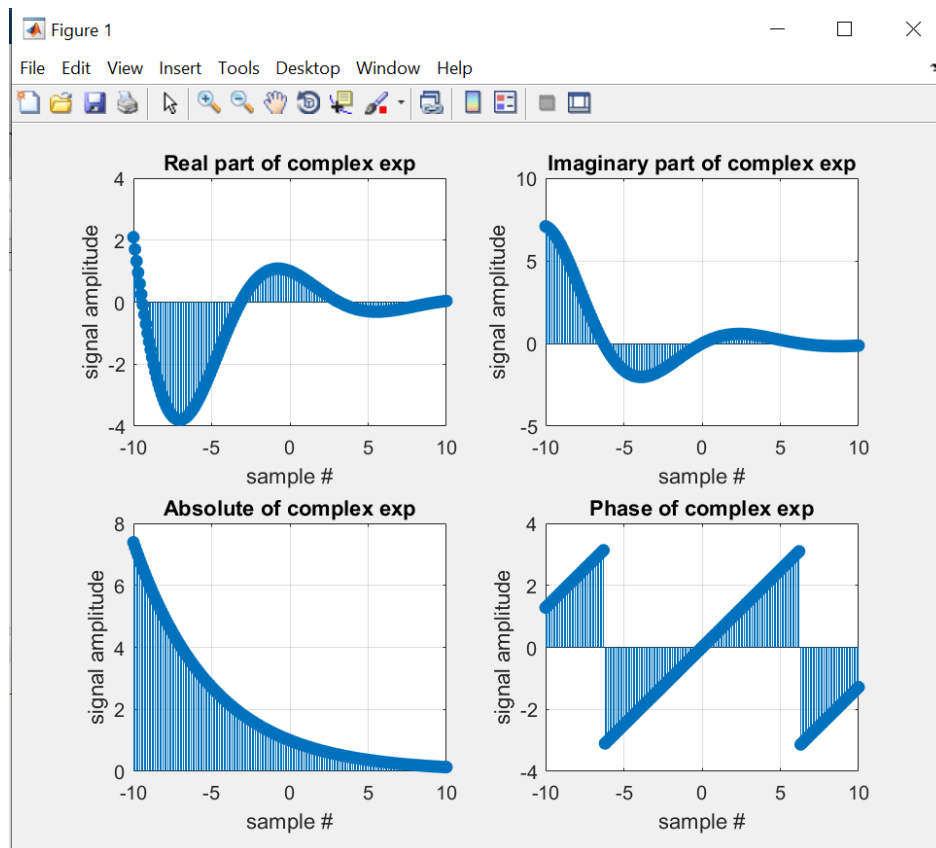 Figure 1
File Edit View Insert Tools Desktop Window Help
Real part of complex exp
4
2
0
-2
-4
signal amplitude
-10 -5 0 5 10
sample #
Imaginary part of complex exp
10
5
0
-5
signal amplitude
-10 -5 0 5 10
sample #
Absolute of complex exp
8
6
4
2
0
signal amplitude
-10 -5 0 5 10
sample #
Phase of complex exp
4
2
0
-2
-4
signal amplitude
-10 -5 0 5 10
sample #